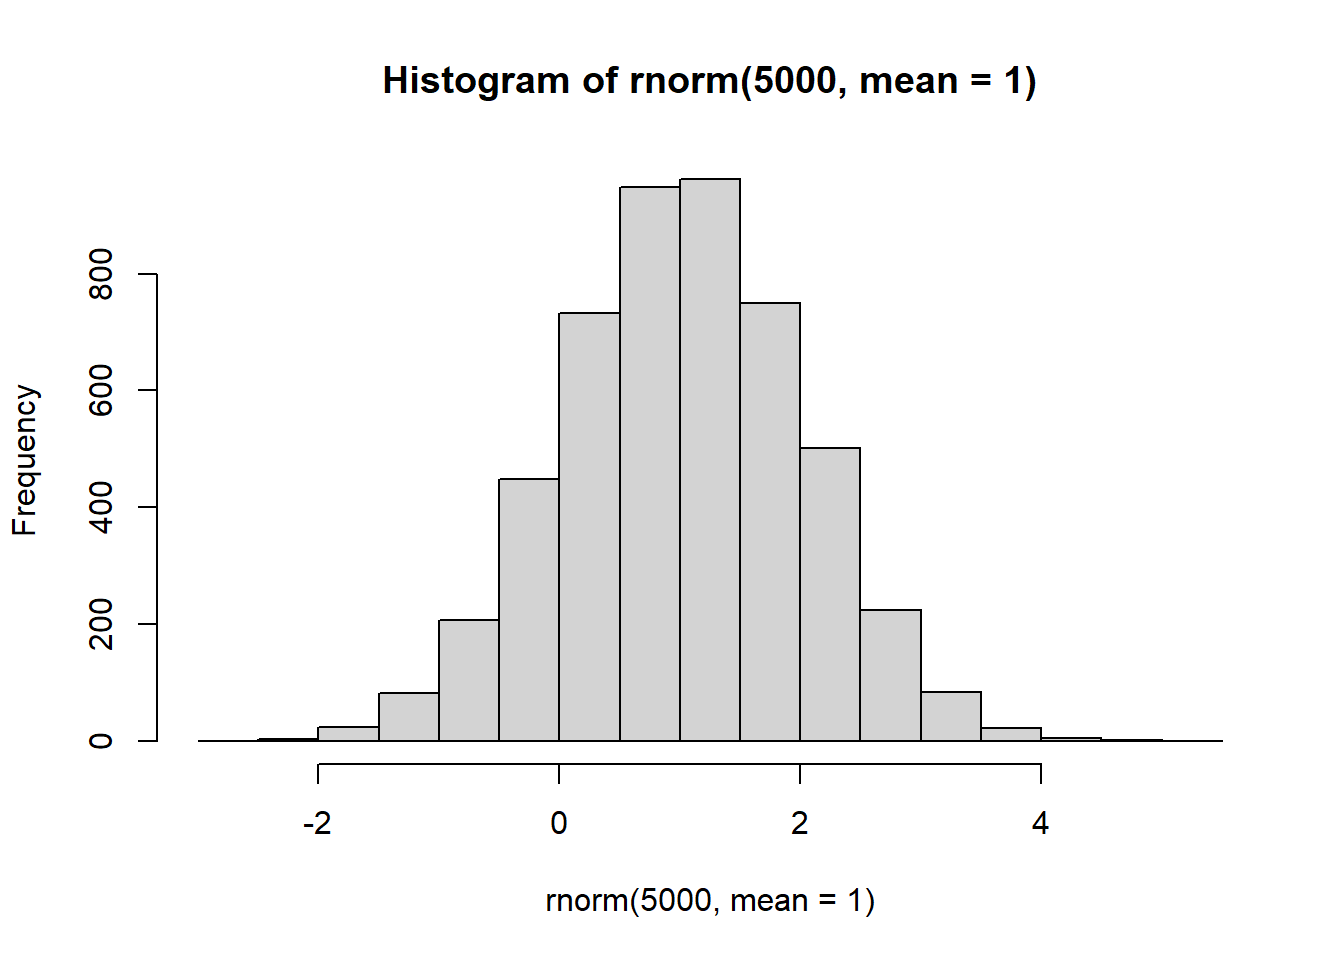 Histogram of rnorm(5000, mean = 1)
Frequency
800
600
400
200
0
-2 0 2 4
rnorm(5000, mean = 1)